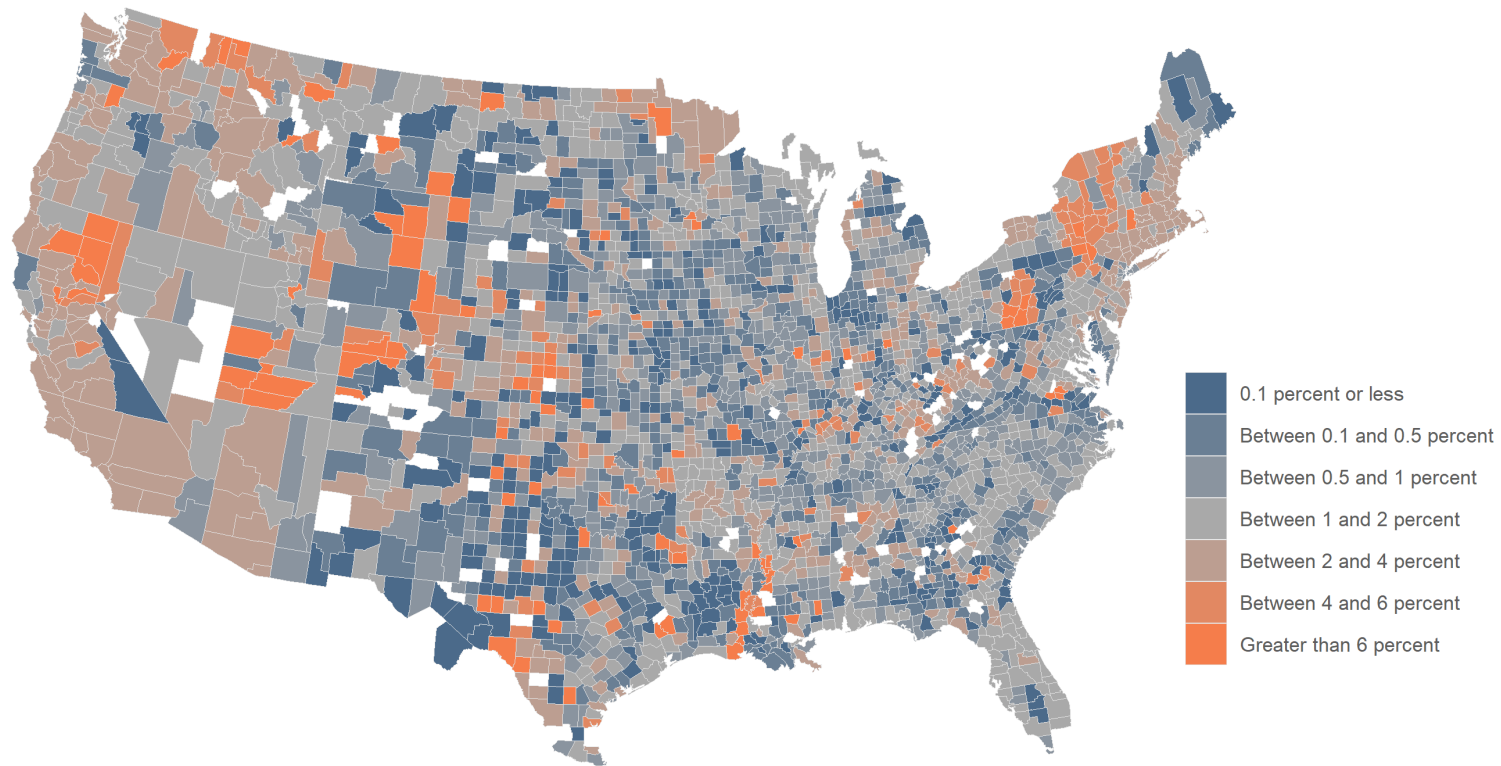 0.1 percent or less
Between 0.1 and 0.5 percent
Between 0.5 and 1 percent
Between 1 and 2 percent
Between 2 and 4 percent
Between 4 and 6 percent
Greater than 6 percent